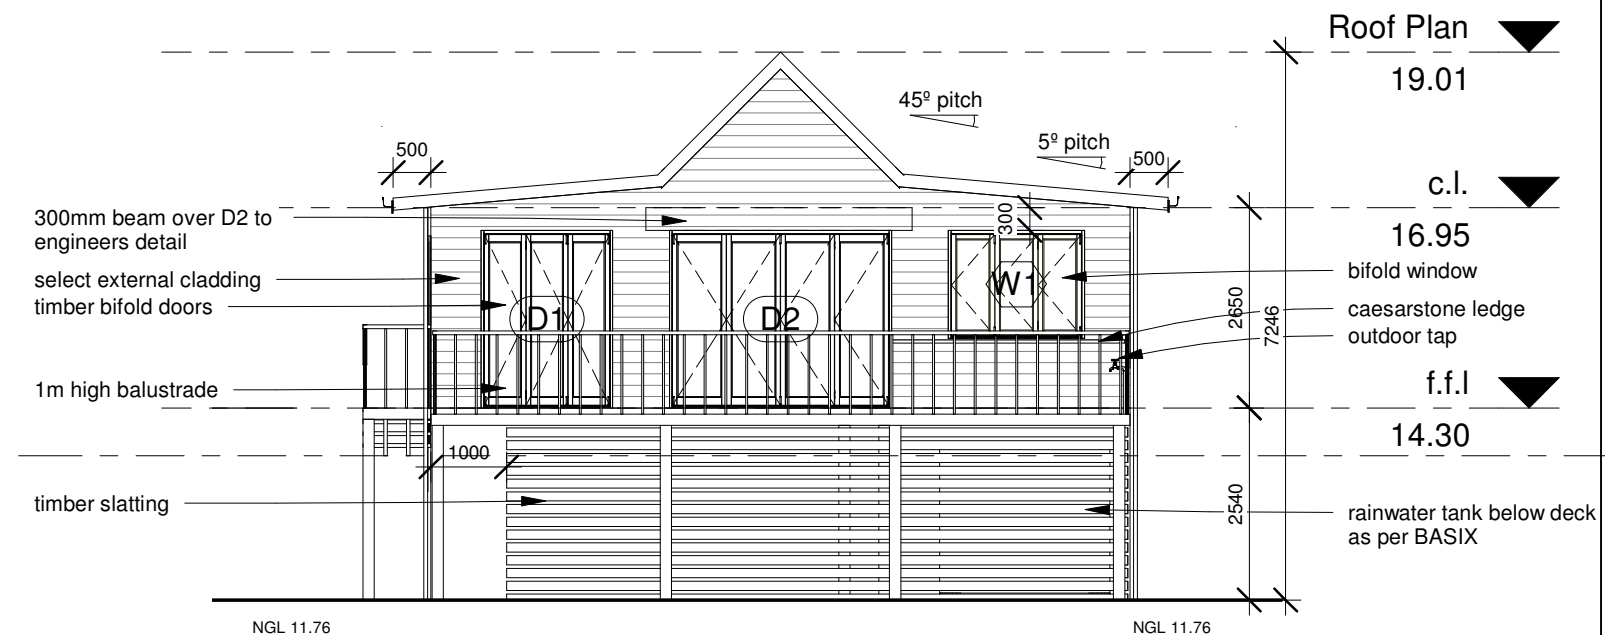 Roof Plan
19.01
45º pitch
5º pitch
500
500
c.l.
16.95
300mm beam over D2 to
engineers detail
300
select external cladding
timber bifold doors
W1
bifold window
D1
D2
2650
7246
caesarstone ledge
outdoor tap
1m high balustrade
f.f.l
14.30
1000
timber slatting
2540
rainwater tank below deck
as per BASIX
NGL 11.76
NGL 11.76